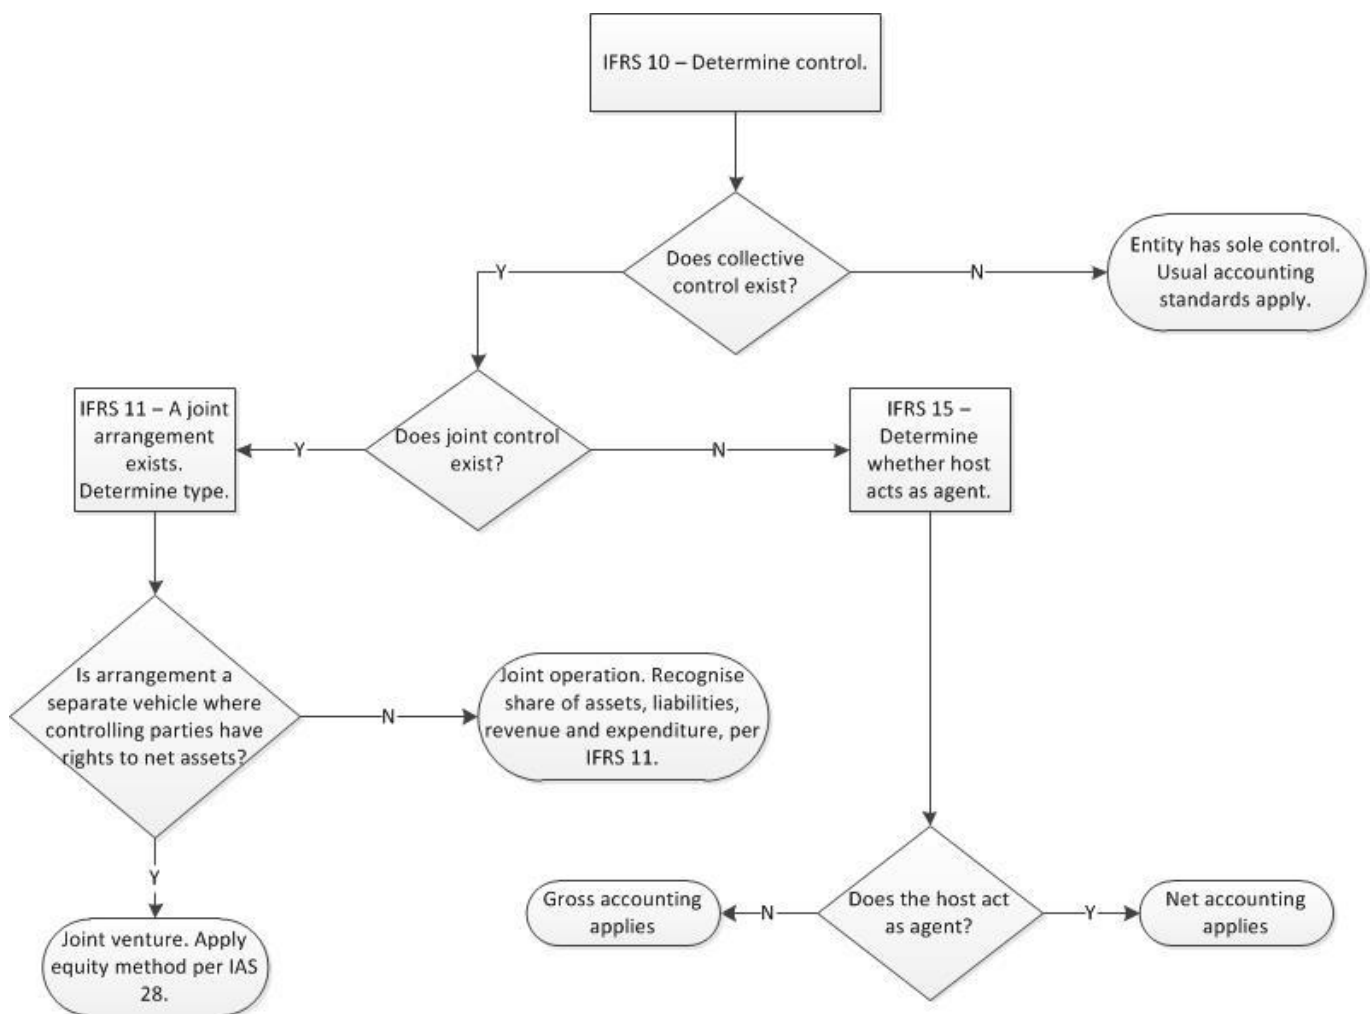 IFRS 10 – Determine control.
Does collective
control exist?
Entity has sole control.
Usual accounting
standards apply.
Y
N
IFRS 11 – A joint
arrangement
exists.
Determine type.
Y
Does joint control
exist?
N
IFRS 15 –
Determine
whether host
acts as agent.
Is arrangement a
separate vehicle where
controlling parties have
rights to net assets?
N
Joint operation. Recognise
share of assets, liabilities,
revenue and expenditure, per
IFRS 11.
Y
Joint venture. Apply
equity method per IAS
28.
Gross accounting
applies
N
Does the host act
as agent?
Y
Net accounting
applies